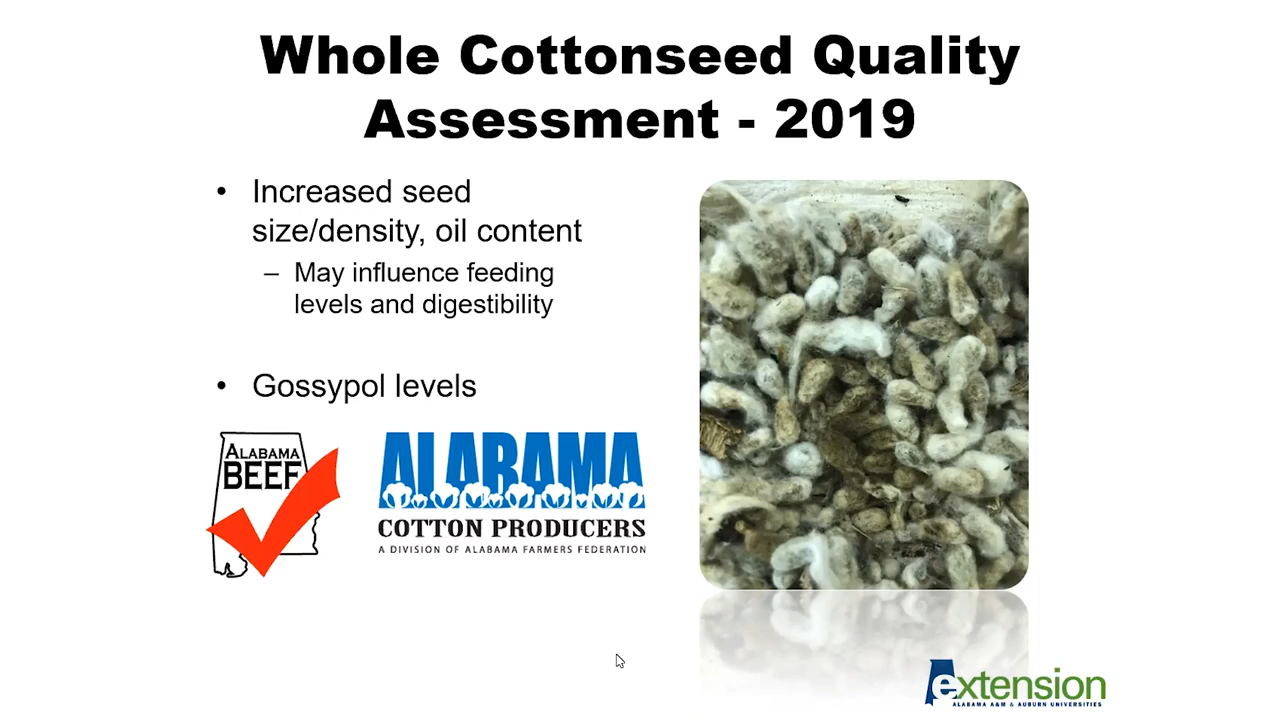 Whole Cottonseed Quality
Assessment - 2019
• Increased seed
size/density, oil content
– May influence feeding
levels and digestibility
• Gossypol levels
ALABAMA
BEEF
ALABAMA
COTTON PRODUCERS
A DIVISION OF ALABAMA FARMERS FEDERATION
extension
ALABAMA A&M & AUBURN UNIVERSITIES